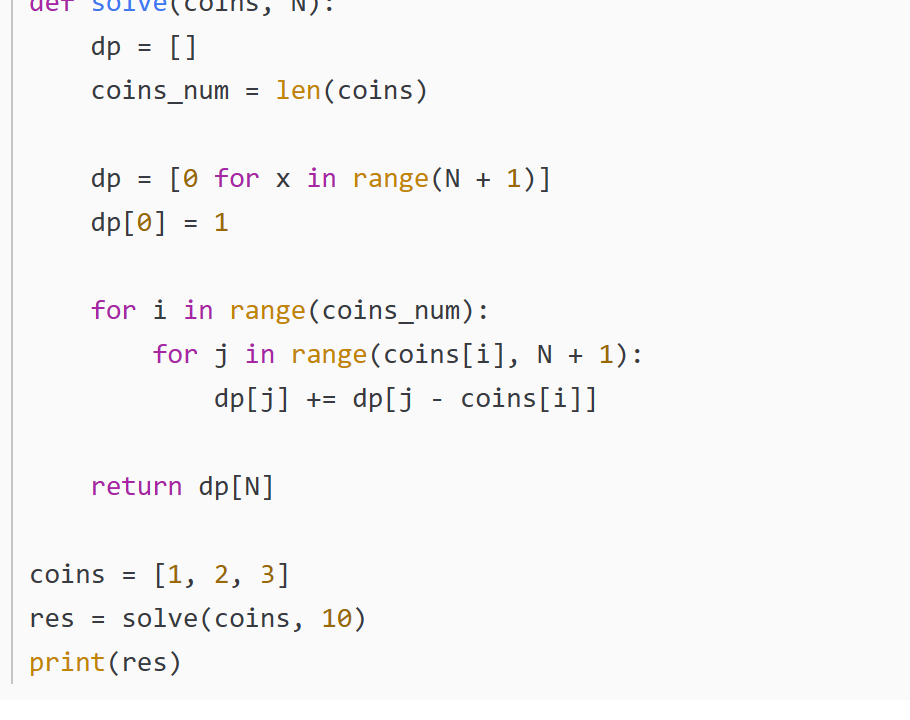 def solve(coins, N):
    dp = []
    coins_num = len(coins)

    dp = [0 for x in range(N + 1)]
    dp[0] = 1

    for i in range(coins_num):
        for j in range(coins[i], N + 1):
            dp[j] += dp[j - coins[i]]

    return dp[N]

coins = [1, 2, 3]
res = solve(coins, 10)
print(res)